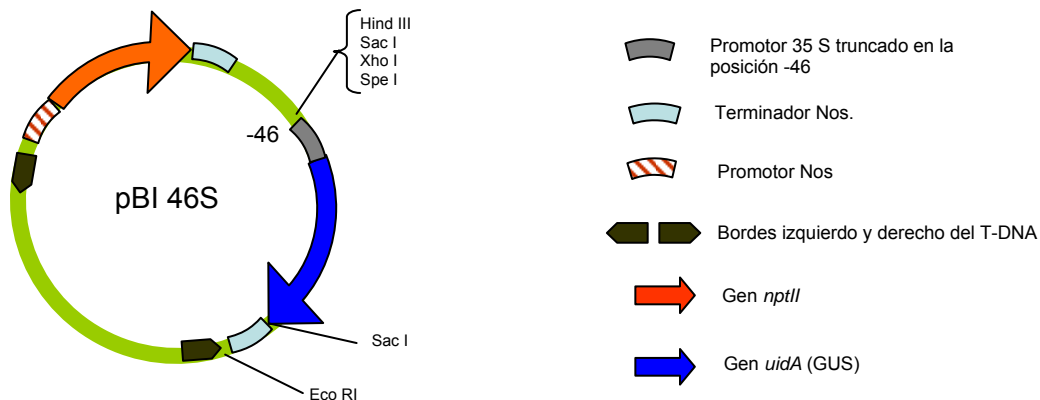 Hind III
Sac I
Xho I
Spe I
-46
pBI 46S
Sac I
Eco RI
Promotor 35 S truncado en la
posición -46
Terminador Nos.
Promotor Nos
Bordes izquierdo y derecho del T-DNA
Gen nptII
Gen uidA (GUS)